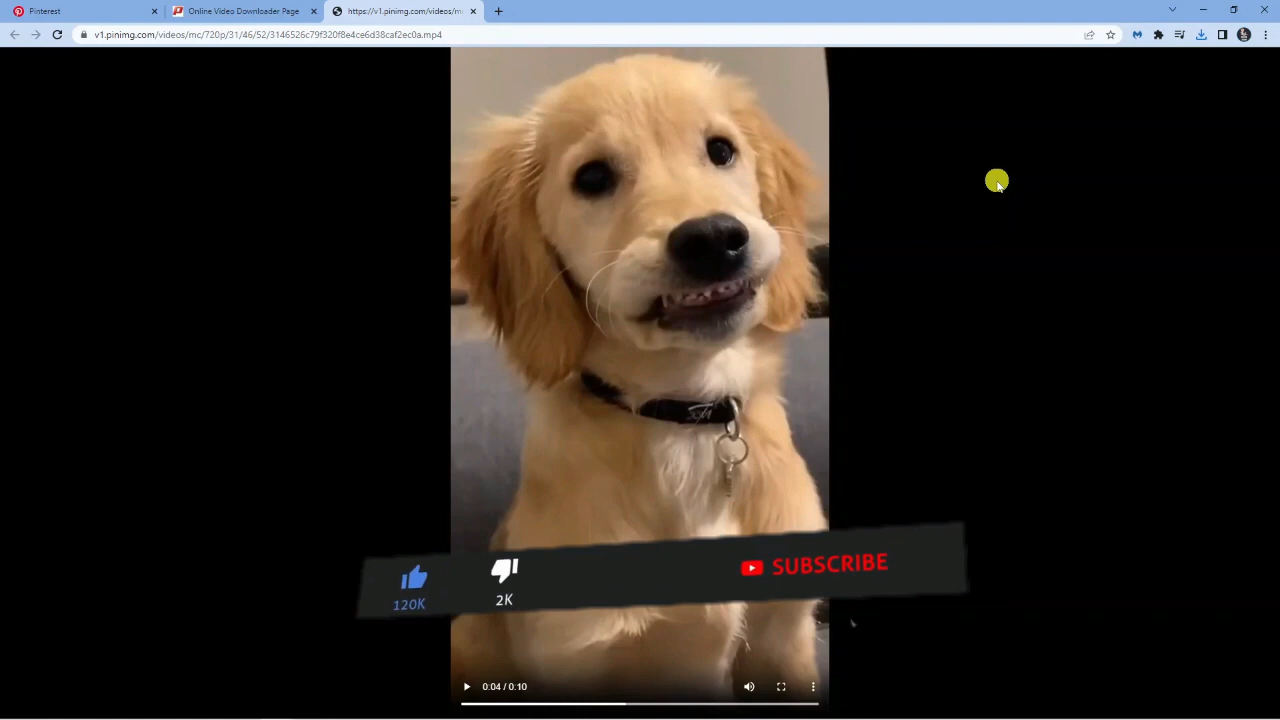 Pinterest
Online Video Downloader Page
https://v1.pinimg.com/videos/m
v1.pinimg.com/videos/mc/720p/31/46/52/3146526c79f320f8e4ce6d38caf2ec0a.mp4
120K
2K
SUBSCRIBE
0:04 / 0:10